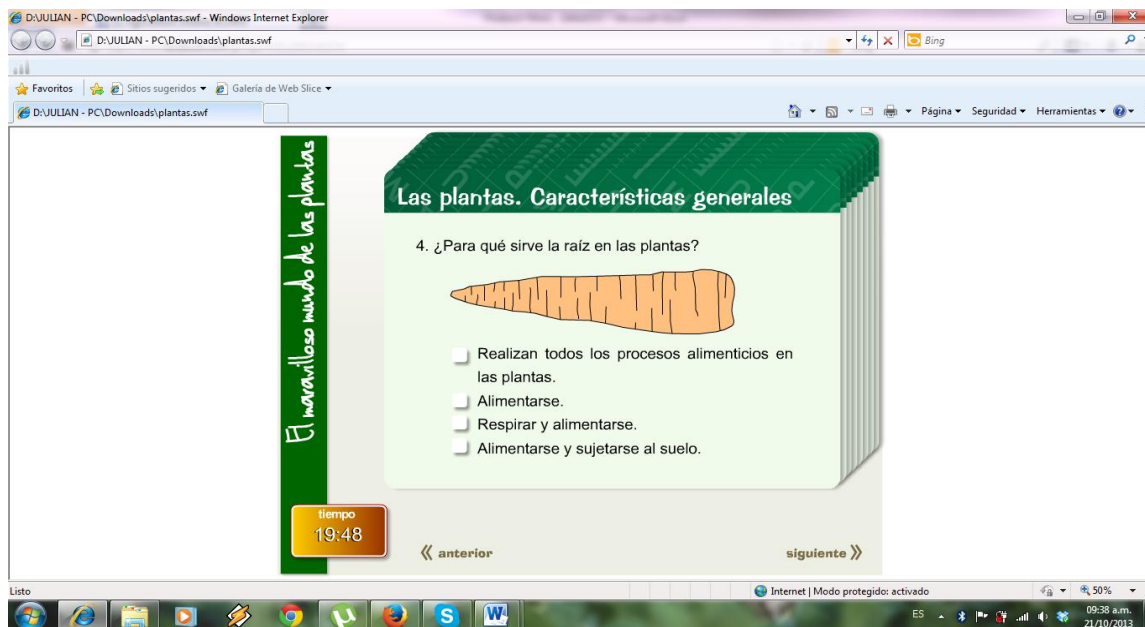 D:\JULIAN - PC\Downloads\plantas.swf - Windows Internet Explorer
D:\JULIAN - PC\Downloads\plantas.swf
Bing
Favoritos
Sitios sugeridos
Galería de Web Slice
D:\JULIAN - PC\Downloads\plantas.swf
Página
Seguridad
Herramientas
El maravilloso mundo de las plantas
Las plantas. Características generales
4. ¿Para qué sirve la raíz en las plantas?
Realizan todos los procesos alimenticios en
las plantas.
Alimentarse.
Respirar y alimentarse.
Alimentarse y sujetarse al suelo.
tiempo
19:48
anterior
siguiente
Listo
Internet | Modo protegido: activado
50%
ES
09:38 a.m.
21/10/2013